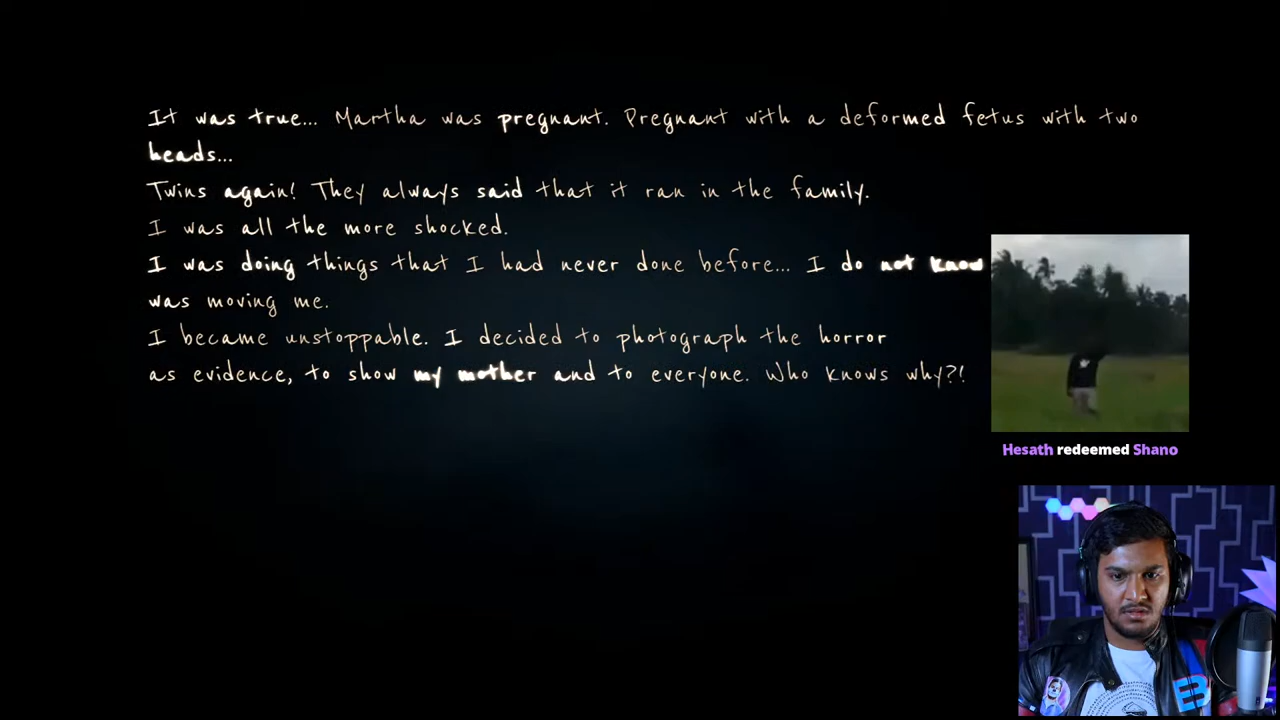 It was true... Martha was pregnant. Pregnant with a deformed fetus with two
heads...
Twins again! They always said that it ran in the family.
I was all the more shocked.
I was doing things that I had never done before... I do not know
was moving me.
I became unstoppable. I decided to photograph the horror
as evidence, to show my mother and to everyone. Who knows why?!
Hesath redeemed Shano